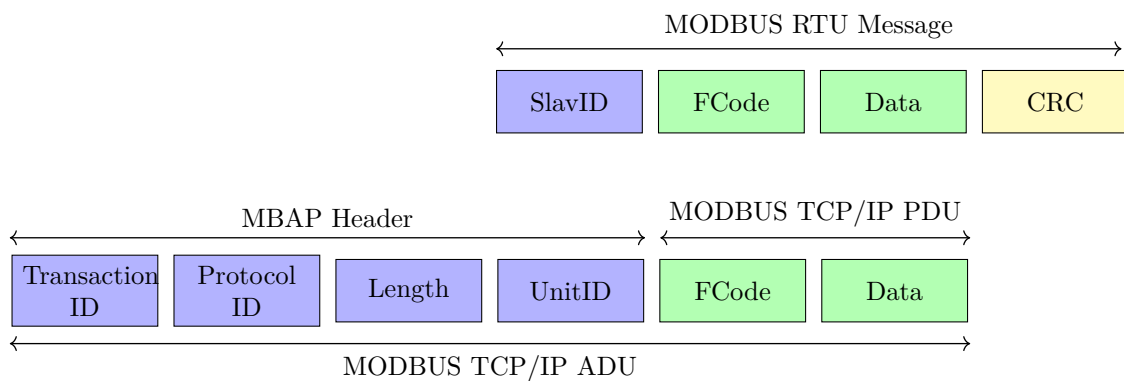 MODBUS RTU Message
SlavID
FCode
Data
CRC
MBAP Header
MODBUS TCP/IP PDU
Transaction
ID
Protocol
ID
Length
UnitID
FCode
Data
MODBUS TCP/IP ADU